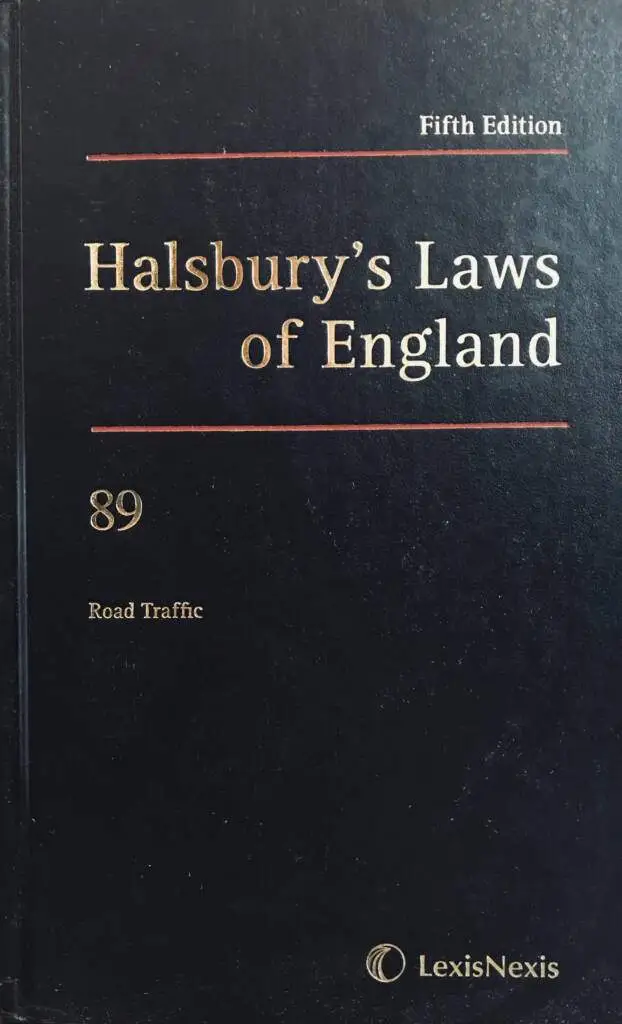 Fifth Edition
Halsbury's Laws
of England
89
Road Traffic
LexisNexis